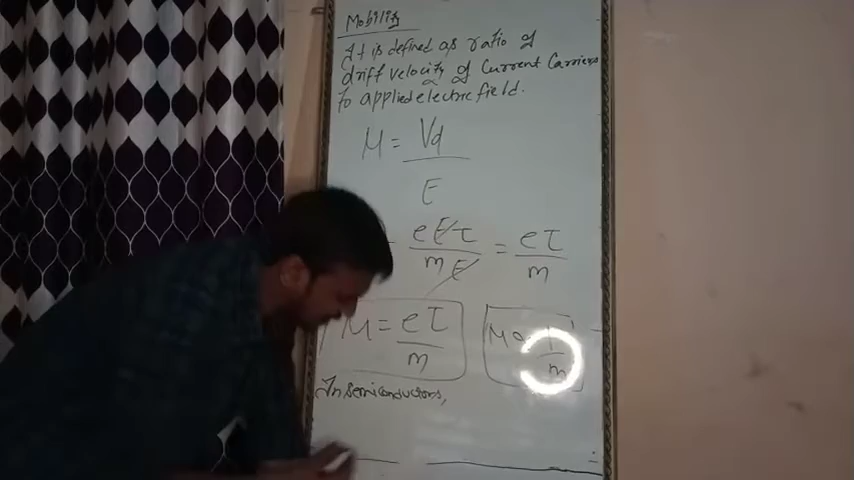 Mobility
It is defined as ratio of
drift velocity of Current Carriers
to applied electric field.
μ = Vd / E
eEτ / mE = eτ / m
μ = eτ / m
μ ∝ 1 / m
In semiconductors,